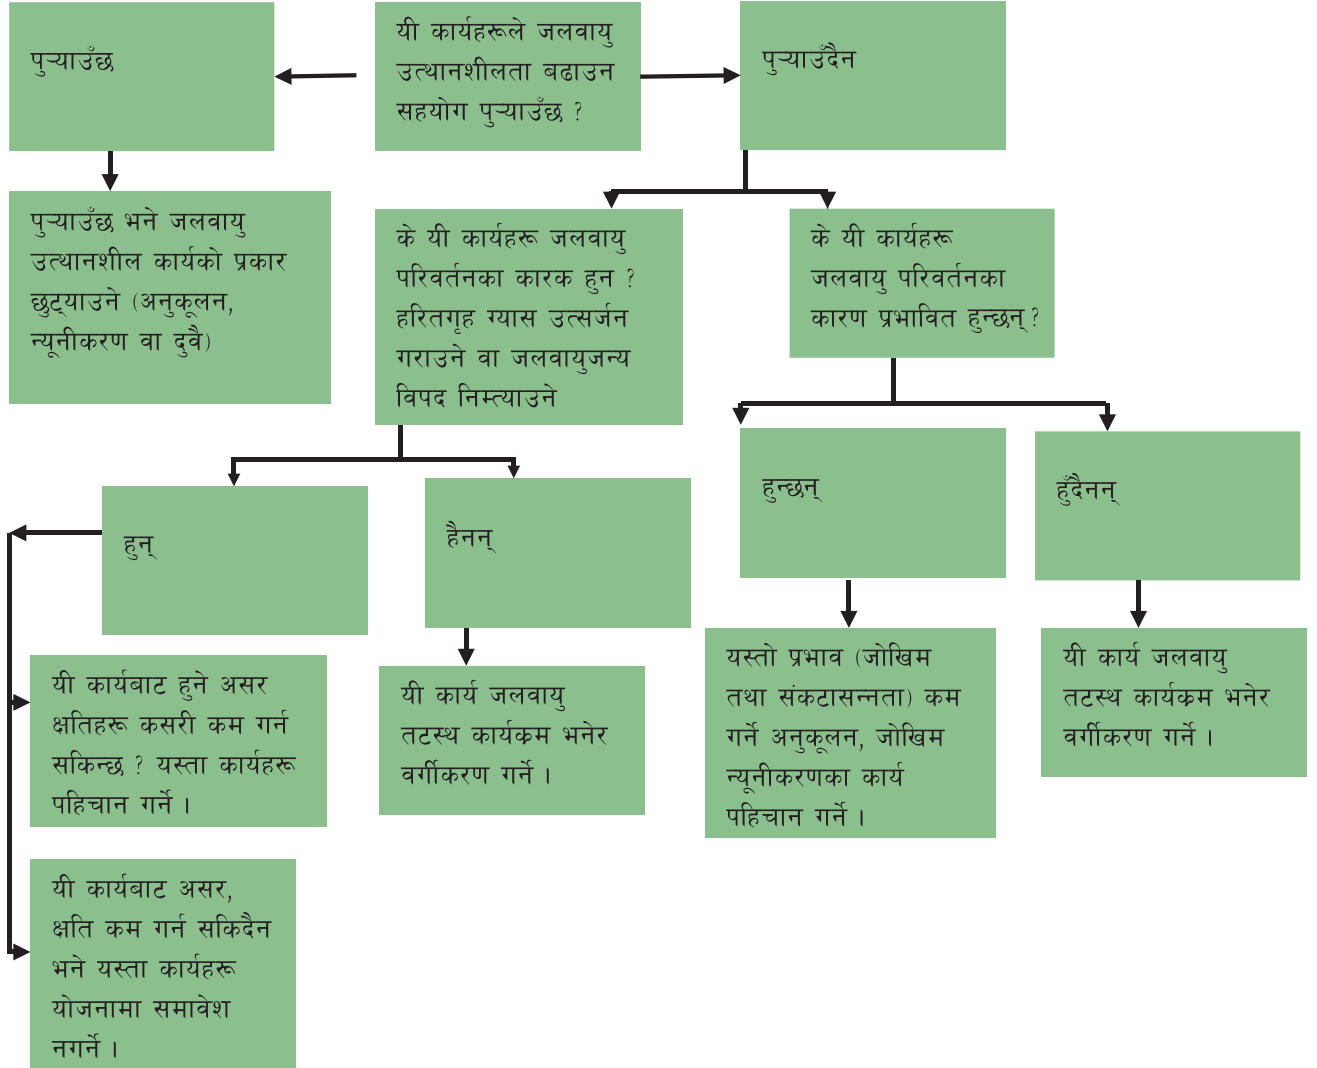 पुऱ्याउँछ
यी कार्यहरूले जलवायु
उत्थानशीलता बढाउन
सहयोग पुऱ्याउँछ ?
पुऱ्याउँदैन
पुऱ्याउँछ भने जलवायु
उत्थानशील कार्यको प्रकार
छुट्याउने (अनुकूलन,
न्यूनीकरण वा दुवै)
के यी कार्यहरू जलवायु
परिवर्तनका कारक हुन ?
हरितगृह ग्यास उत्सर्जन
गराउने वा जलवायुजन्य
विपद निम्त्याउने
के यी कार्यहरू
जलवायु परिवर्तनका
कारण प्रभावित हुन्छन् ?
हुन्
हैनन्
हुन्छन्
हुँदैनन्
यी कार्यबाट हुने असर
क्षतिहरू कसरी कम गर्न
सकिन्छ ? यस्ता कार्यहरू
पहिचान गर्ने ।
यी कार्य जलवायु
तटस्थ कार्यक्रम भनेर
वर्गीकरण गर्ने ।
यस्तो प्रभाव (जोखिम
तथा संकटासन्नता) कम
गर्ने अनुकूलन, जोखिम
न्यूनीकरणका कार्य
पहिचान गर्ने ।
यी कार्य जलवायु
तटस्थ कार्यक्रम भनेर
वर्गीकरण गर्ने ।
यी कार्यबाट असर,
क्षति कम गर्न सकिदैन
भने यस्ता कार्यहरू
योजनामा समावेश
नगर्ने ।